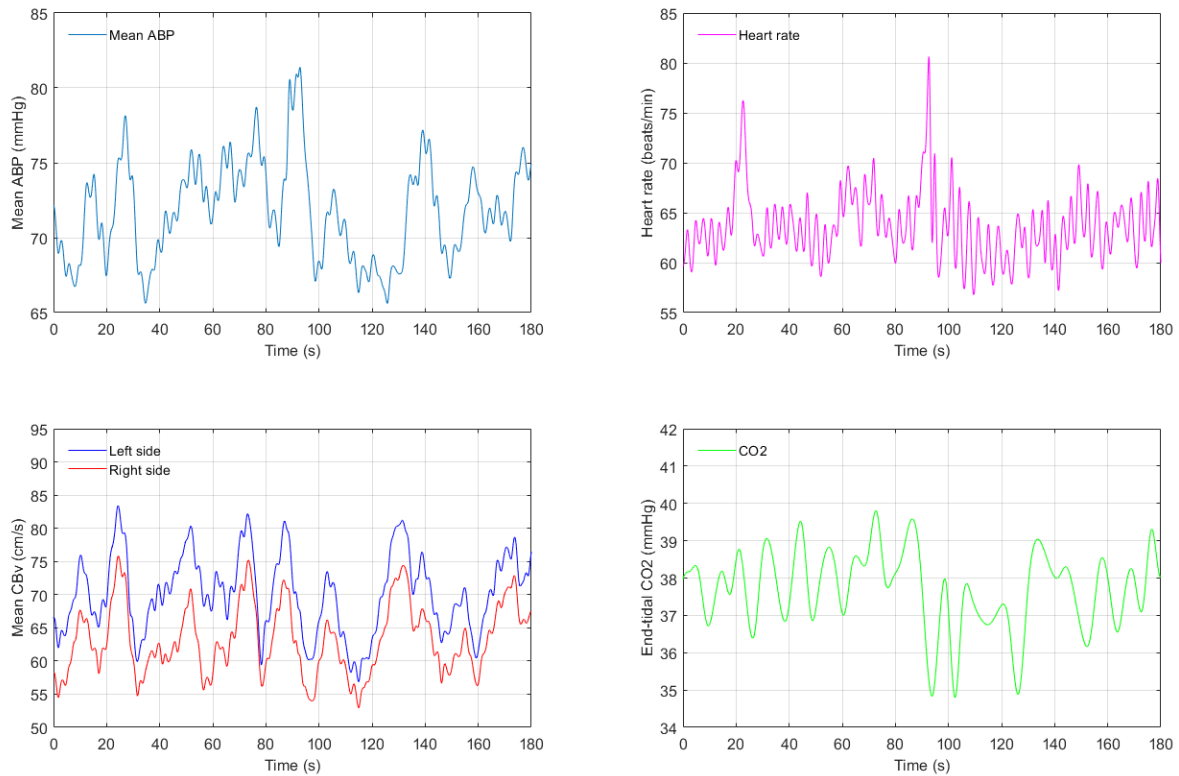 Mean ABP
Mean ABP (mmHg)
85
80
75
70
65
0 20 40 60 80 100 120 140 160 180
Time (s)
Heart rate
Heart rate (beats/min)
85
80
75
70
65
60
55
0 20 40 60 80 100 120 140 160 180
Time (s)
Left side
Right side
Mean CBv (cm/s)
95
90
85
80
75
70
65
60
55
50
0 20 40 60 80 100 120 140 160 180
Time (s)
CO2
End-tidal CO2 (mmHg)
42
41
40
39
38
37
36
35
34
0 20 40 60 80 100 120 140 160 180
Time (s)